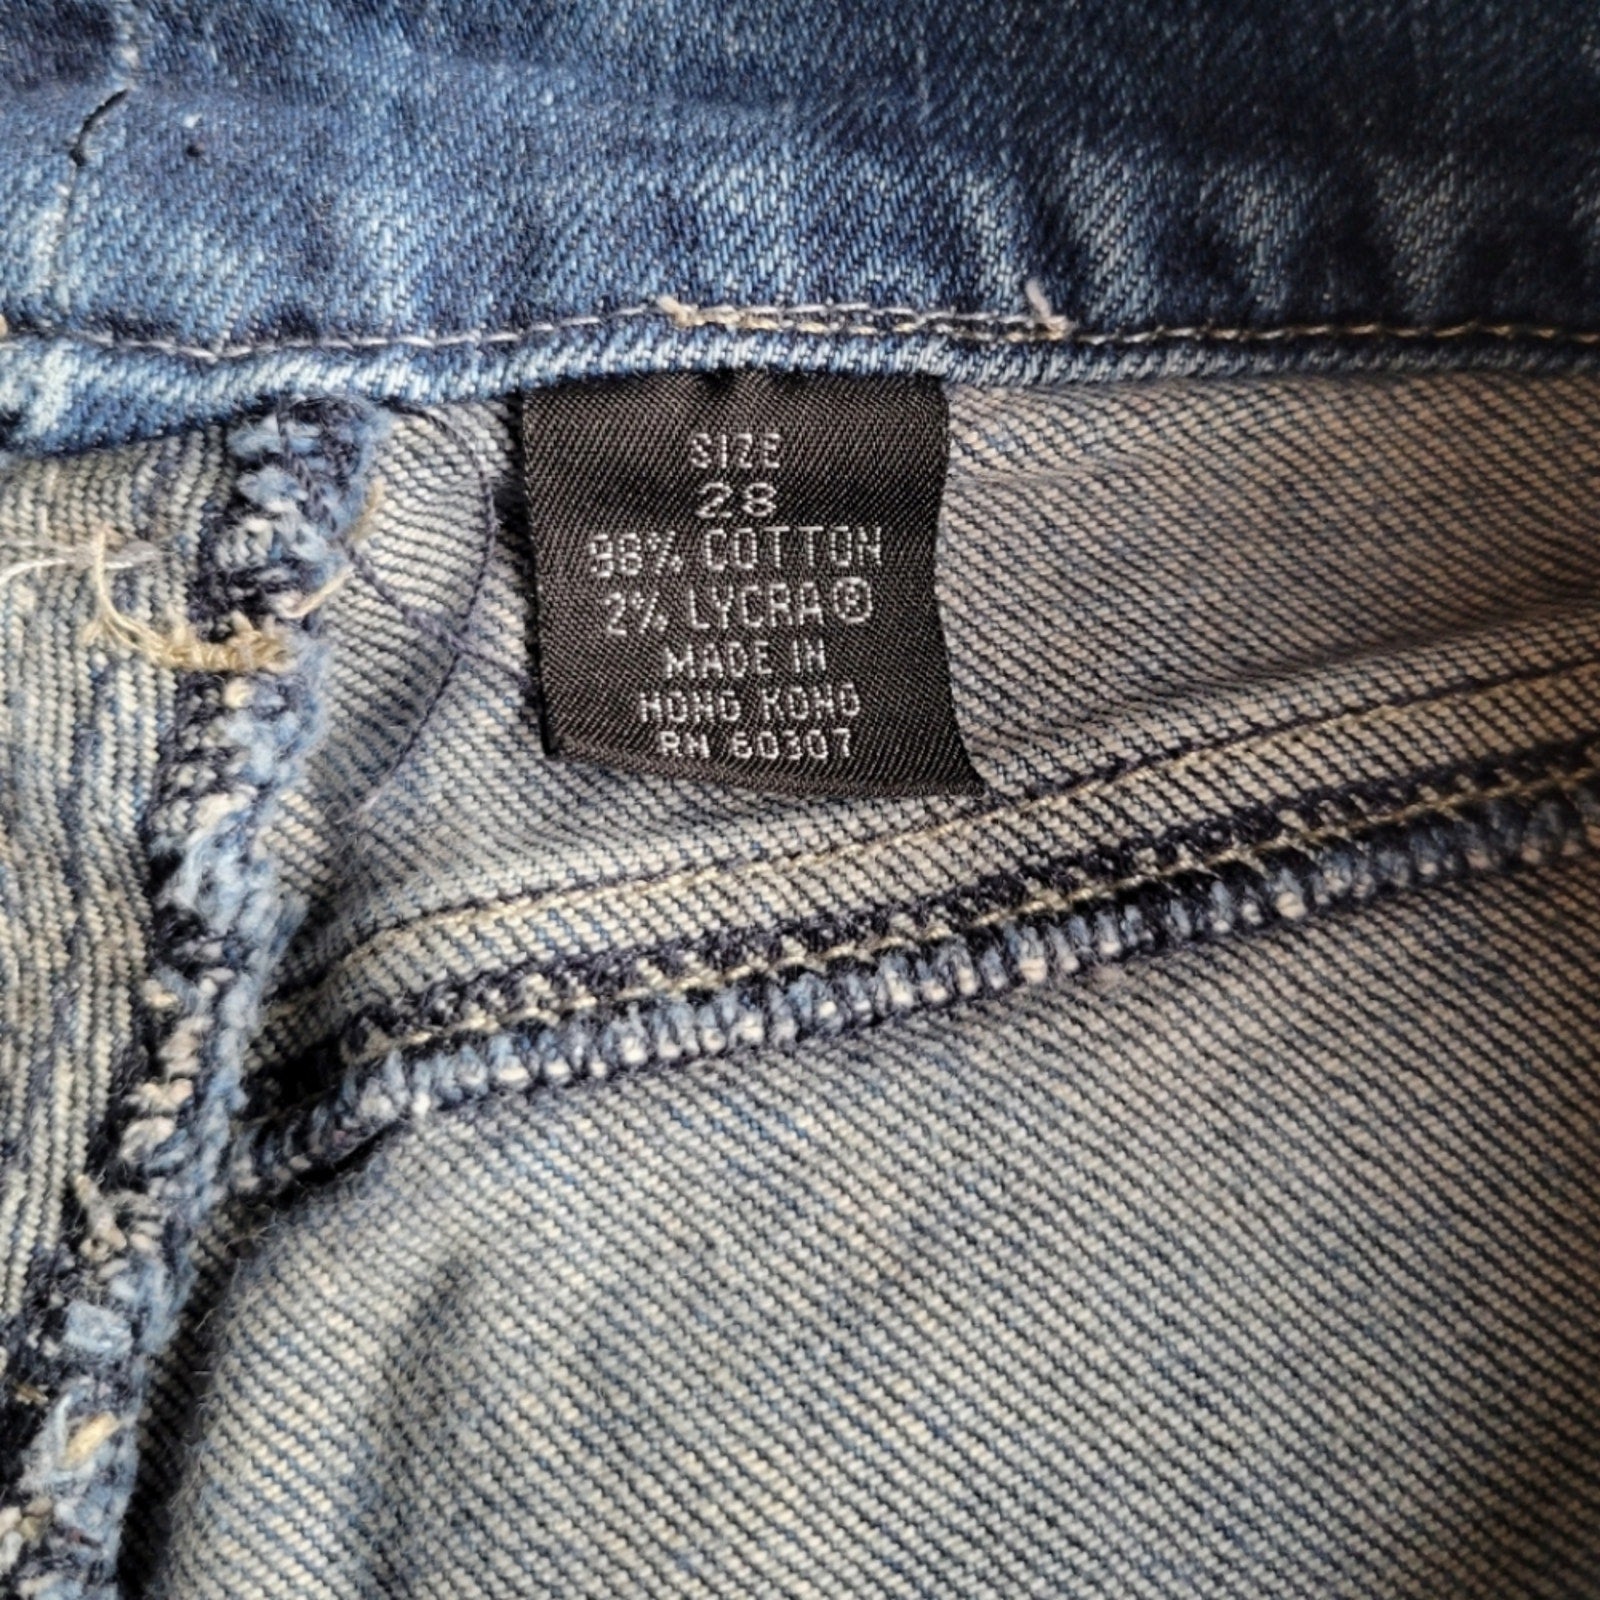 SIZE
28
98% COTTON
2% LYCRA®
MADE IN
HONG KONG
RN 60307